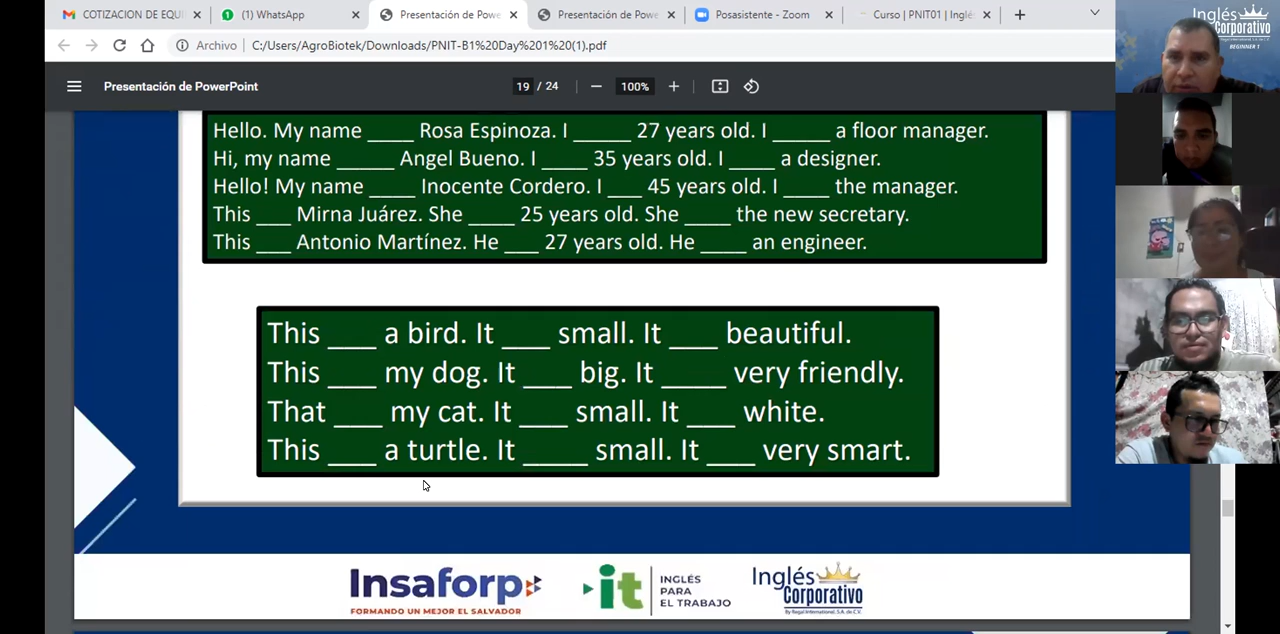 COTIZACION DE EQUI
(1) WhatsApp
Presentación de Powe
Presentación de Powe
Posasistente - Zoom
Curso | PNIT01 | Inglé
Archivo
C:/Users/AgroBiotek/Downloads/PNIT-B1%20Day%201%20(1).pdf
Presentación de PowerPoint
19 / 24
100%
Inglés
Corporativo
BEGINNER 1
Hello. My name ____ Rosa Espinoza. I _____ 27 years old. I _____ a floor manager.
Hi, my name _____ Angel Bueno. I ____ 35 years old. I ____ a designer.
Hello! My name ____ Inocente Cordero. I ___ 45 years old. I ____ the manager.
This ___ Mirna Juárez. She ____ 25 years old. She ____ the new secretary.
This ___ Antonio Martínez. He ___ 27 years old. He ____ an engineer.
This ___ a bird. It ___ small. It ___ beautiful.
This ___ my dog. It ___ big. It ____ very friendly.
That ___ my cat. It ___ small. It ___ white.
This ___ a turtle. It ____ small. It ___ very smart.
Insaforp
FORMANDO UN MEJOR EL SALVADOR
it
INGLÉS
PARA
EL TRABAJO
Inglés
Corporativo